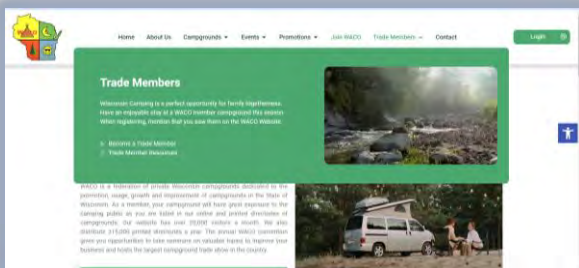 WACO
Home About Us Campgrounds Events Promotions Join WACO Trade Members Contact
Login
Trade Members
Wisconsin Camping is a perfect opportunity for family togetherness.
Have an enjoyable stay at a WACO member campground this season.
When registering, mention that you saw them on the WACO Website
Become a Trade Member
Trade Member Resources
WACO is a federation of private Wisconsin campgrounds dedicated to the
promotion, usage, growth and improvement of campgrounds in the State of
Wisconsin. As a member, your campground will have great exposure to the
camping public as you are listed in our online and printed directories of
campgrounds. Our website has over 20,000 visitors a month. We also
distribute 215,000 printed directories a year. The annual WACO convention
gives you opportunities to take seminars on valuable topics to improve your
business and hosts the largest campground trade show in the country.